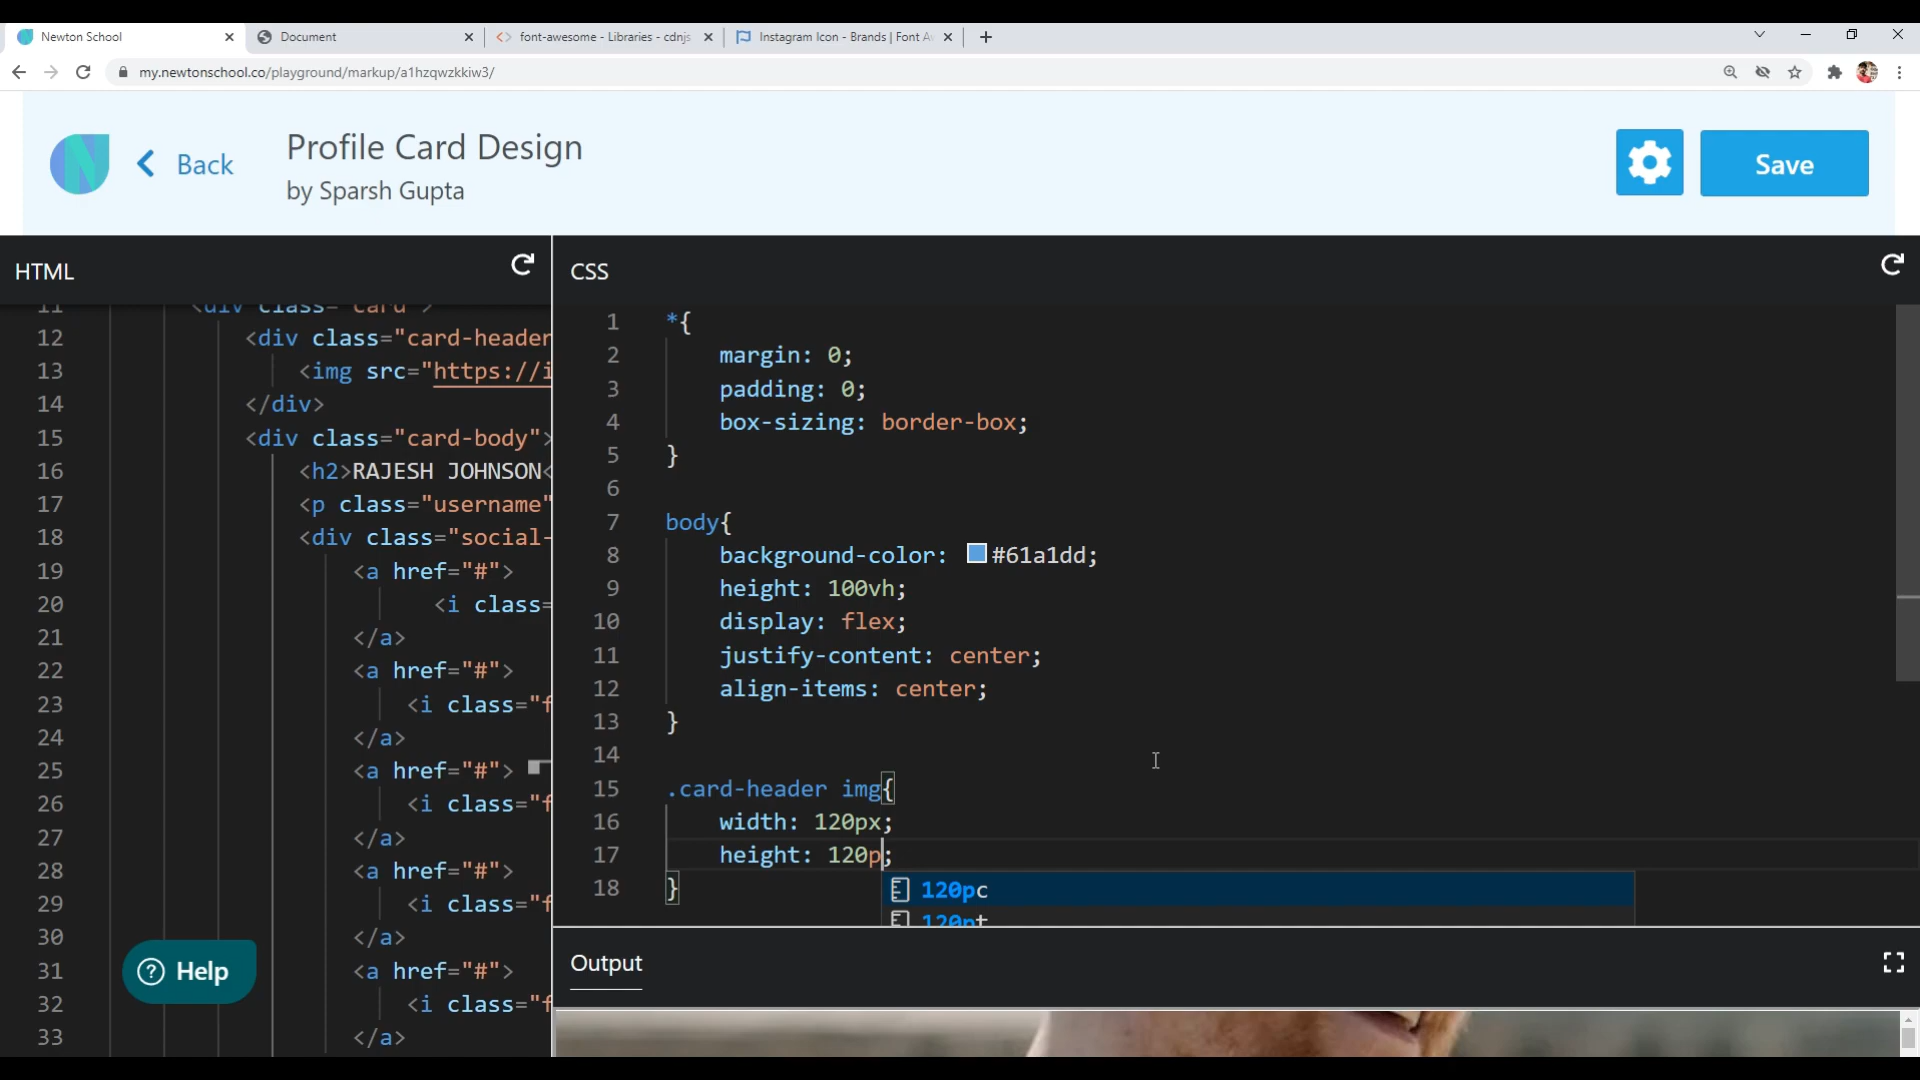 Newton School
Document
font-awesome - Libraries - cdnjs
Instagram Icon - Brands | Font A
my.newtonschool.co/playground/markup/a1hzqwzkkiw3/
Back
Profile Card Design
by Sparsh Gupta
Save
HTML
11 <div class="card">
12 <div class="card-header
13 <img src="https://i
14 </div>
15 <div class="card-body">
16 <h2>RAJESH JOHNSON<
17 <p class="username"
18 <div class="social-
19 <a href="#">
20 <i class=
21 </a>
22 <a href="#">
23 <i class="f
24 </a>
25 <a href="#">
26 <i class="f
27 </a>
28 <a href="#">
29 <i class="f
30 </a>
31 <a href="#">
32 <i class="f
33 </a>
Help
CSS
1 *{
2 margin: 0;
3 padding: 0;
4 box-sizing: border-box;
5 }
6
7 body{
8 background-color: #61a1dd;
9 height: 100vh;
10 display: flex;
11 justify-content: center;
12 align-items: center;
13 }
14
15 .card-header img{
16 width: 120px;
17 height: 120p;
18 }
120pc
120pt
Output